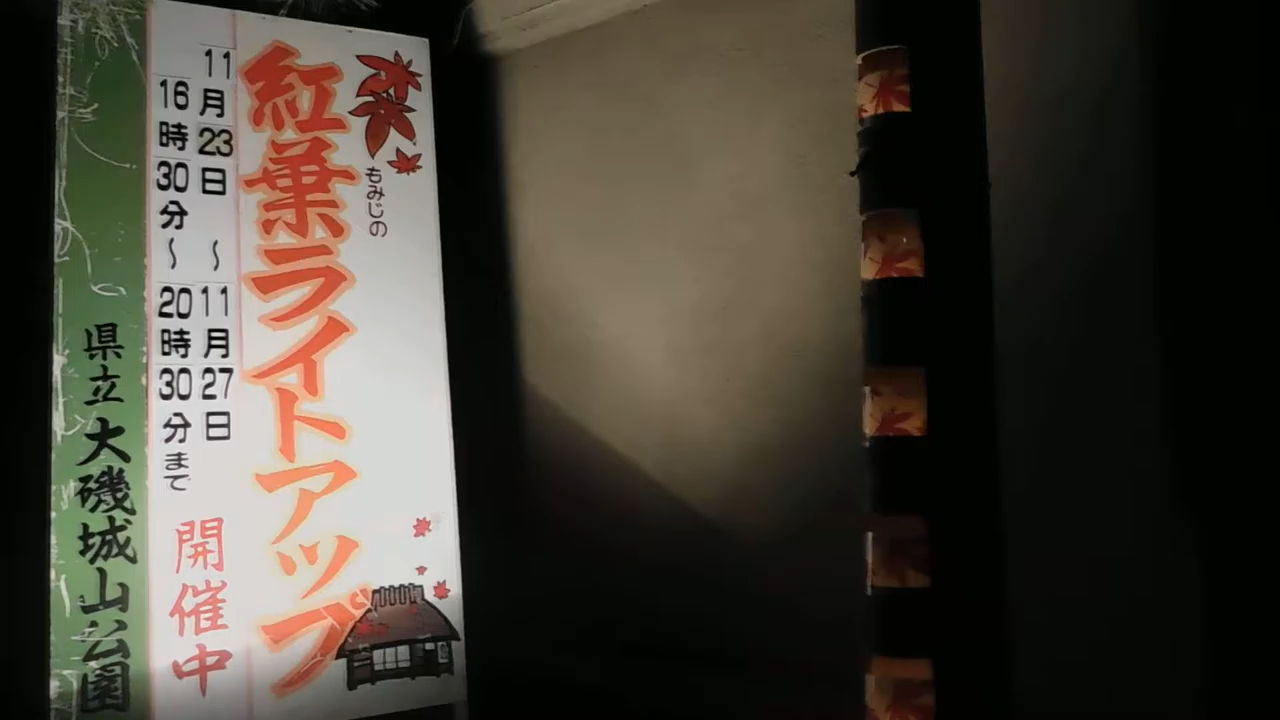 もみじの
紅葉ライトアップ
11月23日 〜 11月27日
16時30分〜20時30分まで
開催中
県立大磯城山公園